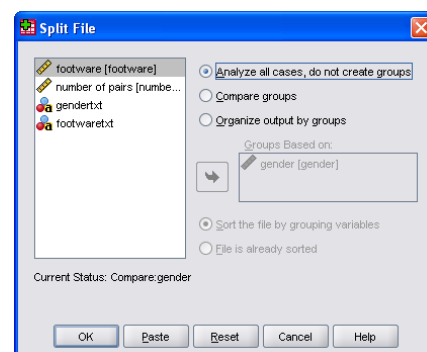 Split File
footware [footware]
number of pairs [numbe...
gendertxt
footwaretxt
Analyze all cases, do not create groups
Compare groups
Organize output by groups
Groups Based on:
gender [gender]
Sort the file by grouping variables
File is already sorted
Current Status: Compare:gender
OK
Paste
Reset
Cancel
Help